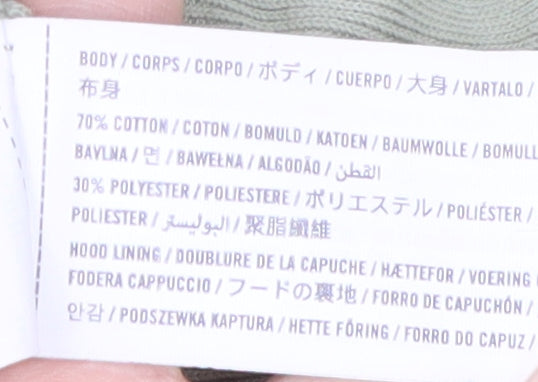 BODY / CORPS / CORPO / ボディ / CUERPO / 大身 / VARTALO /
布身
70% COTTON / COTON / BOMULD / KATOEN / BAUMWOLLE / BOMULL
BAVLNA / 면 / BAWEŁNA / ALGODÃO / القطن
30% POLYESTER / POLIESTERE / ポリエステル / POLIÉSTER /
POLIESTER / البوليستر / 聚脂纖維
HOOD LINING / DOUBLURE DE LA CAPUCHE / HÆTTEFOR / VOERING
FODERA CAPPUCCIO / フードの裏地 / FORRO DE CAPUCHÓN /
안감 / PODSZEWKA KAPTURA / HETTE FÔRING / FORRO DO CAPUZ /